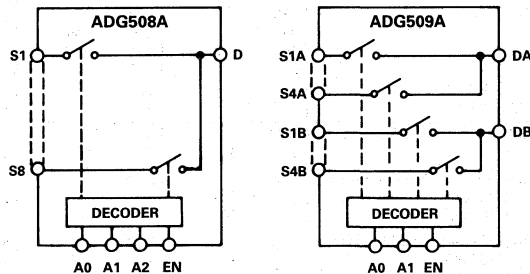 ADG508A
S1
D
S8
DECODER
A0 A1 A2 EN
ADG509A
S1A
DA
S4A
S1B
DB
S4B
DECODER
A0 A1 EN